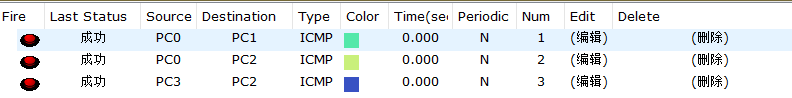 Fire Last Status Source Destination Type Color Time(sec Periodic Num Edit Delete
成功 PC0 PC1 ICMP 0.000 N 1 (编辑) (删除)
成功 PC0 PC2 ICMP 0.000 N 2 (编辑) (删除)
成功 PC3 PC2 ICMP 0.000 N 3 (编辑) (删除)